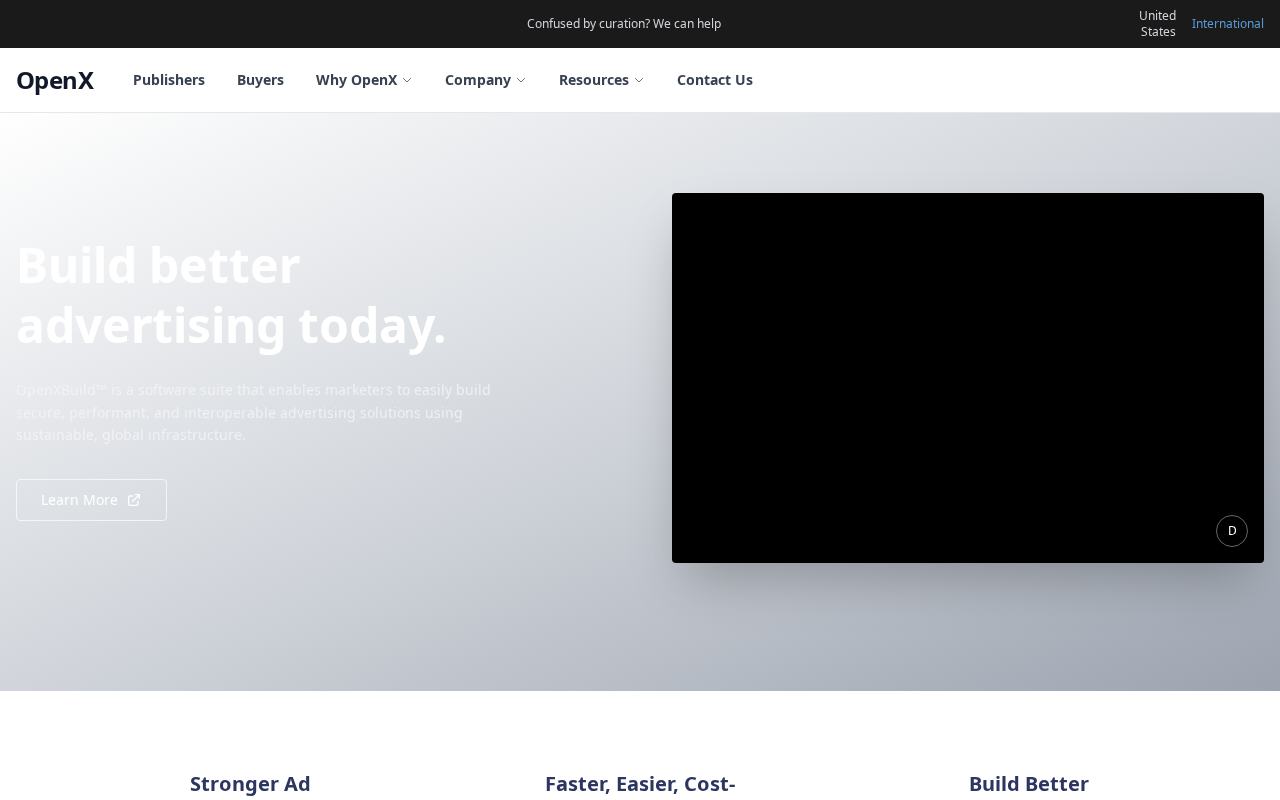 Confused by curation? We can help
United
States
International
OpenX
Publishers
Buyers
Why OpenX
Company
Resources
Contact Us
Build better
advertising today.
OpenXBuild™ is a software suite that enables marketers to easily build
secure, performant, and interoperable advertising solutions using
sustainable, global infrastructure.
Learn More
D
Stronger Ad
Faster, Easier, Cost-
Build Better